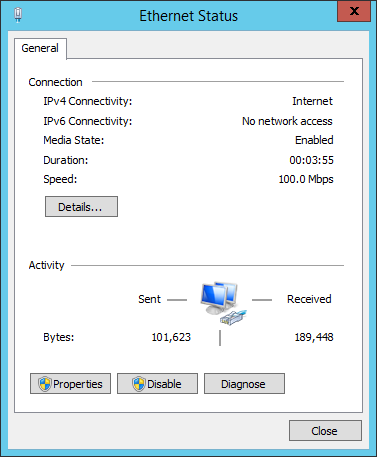 Ethernet Status
x
General
Connection
IPv4 Connectivity: Internet
IPv6 Connectivity: No network access
Media State: Enabled
Duration: 00:03:55
Speed: 100.0 Mbps
Details...
Activity
Sent Received
Bytes: 101,623 189,448
Properties Disable Diagnose
Close